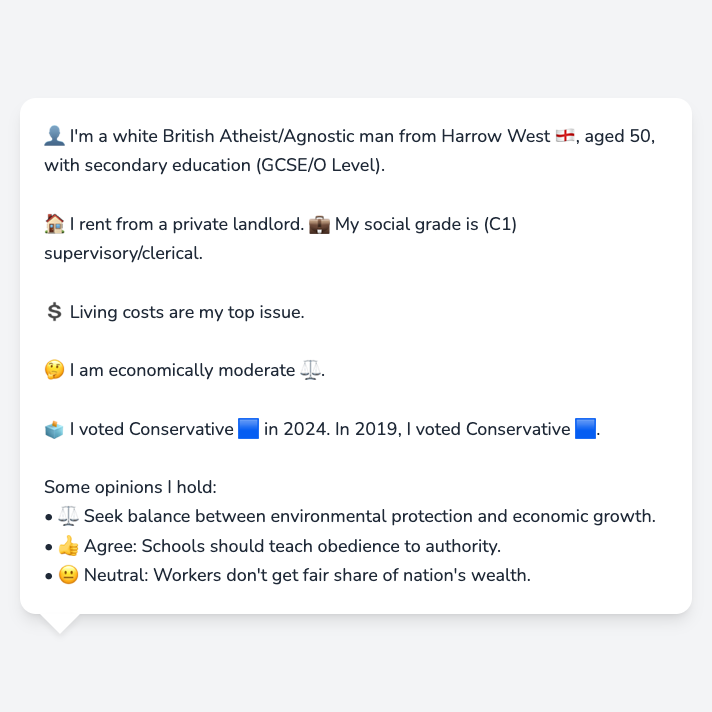 👤 I'm a white British Atheist/Agnostic man from Harrow West 🏴󠁧󠁢󠁥󠁮󠁧󠁿, aged 50,
with secondary education (GCSE/O Level).
🏠 I rent from a private landlord. 💼 My social grade is (C1)
supervisory/clerical.
💲 Living costs are my top issue.
🤔 I am economically moderate ⚖️.
🗳️ I voted Conservative 🟦 in 2024. In 2019, I voted Conservative 🟦.
Some opinions I hold:
• ⚖️ Seek balance between environmental protection and economic growth.
• 👍 Agree: Schools should teach obedience to authority.
• 😐 Neutral: Workers don't get fair share of nation's wealth.